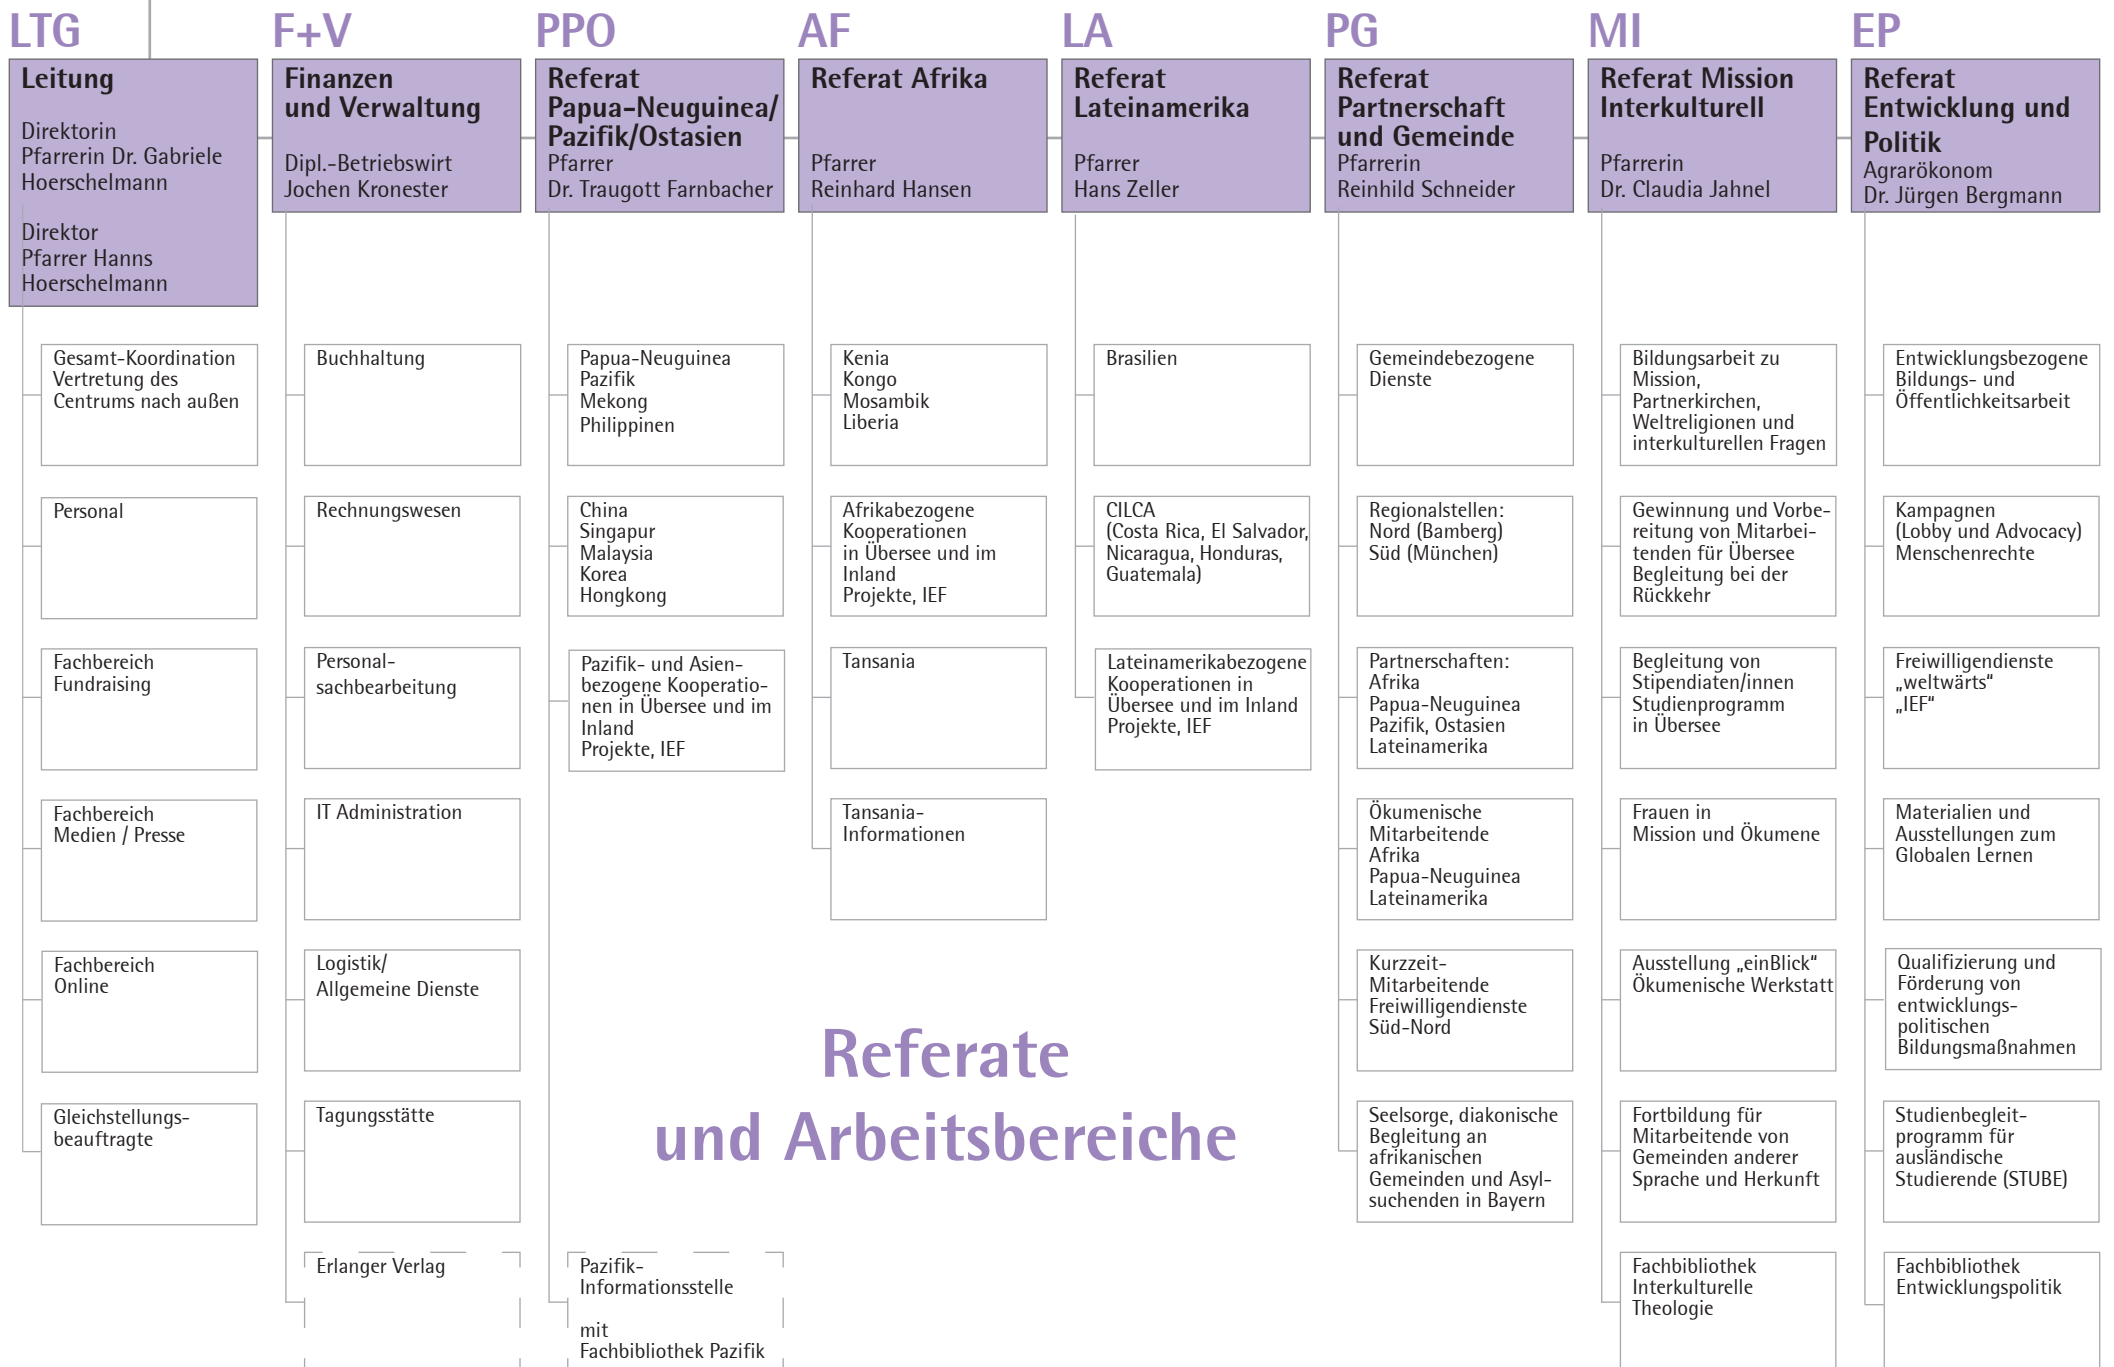 LTG
Leitung
Direktorin
Pfarrerin Dr. Gabriele
Hoerschelmann
Direktor
Pfarrer Hanns
Hoerschelmann
Gesamt-Koordination
Vertretung des
Centrums nach außen
Personal
Fachbereich
Fundraising
Fachbereich
Medien / Presse
Fachbereich
Online
Gleichstellungs-
beauftragte
F+V
Finanzen
und Verwaltung
Dipl.-Betriebswirt
Jochen Kronester
Buchhaltung
Rechnungswesen
Personal-
sachbearbeitung
IT Administration
Logistik/
Allgemeine Dienste
Tagungsstätte
Erlanger Verlag
PPO
Referat
Papua-Neuguinea/
Pazifik/Ostasien
Pfarrer
Dr. Traugott Farnbacher
Papua-Neuguinea
Pazifik
Mekong
Philippinen
China
Singapur
Malaysia
Korea
Hongkong
Pazifik- und Asien-
bezogene Kooperatio-
nen in Übersee und im
Inland
Projekte, IEF
Pazifik-
Informationsstelle
mit
Fachbibliothek Pazifik
AF
Referat Afrika
Pfarrer
Reinhard Hansen
Kenia
Kongo
Mosambik
Liberia
Afrikabezogene
Kooperationen
in Übersee und im
Inland
Projekte, IEF
Tansania
Tansania-
Informationen
LA
Referat
Lateinamerika
Pfarrer
Hans Zeller
Brasilien
CILCA
(Costa Rica, El Salvador,
Nicaragua, Honduras,
Guatemala)
Lateinamerikabezogene
Kooperationen in
Übersee und im Inland
Projekte, IEF
PG
Referat
Partnerschaft
und Gemeinde
Pfarrerin
Reinhild Schneider
Gemeindebezogene
Dienste
Regionalstellen:
Nord (Bamberg)
Süd (München)
Partnerschaften:
Afrika
Papua-Neuguinea
Pazifik, Ostasien
Lateinamerika
Ökumenische
Mitarbeitende
Afrika
Papua-Neuguinea
Lateinamerika
Kurzzeit-
Mitarbeitende
Freiwilligendienste
Süd-Nord
Seelsorge, diakonische
Begleitung an
afrikanischen
Gemeinden und Asyl-
suchenden in Bayern
MI
Referat Mission
Interkulturell
Pfarrerin
Dr. Claudia Jahnel
Bildungsarbeit zu
Mission,
Partnerkirchen,
Weltreligionen und
interkulturellen Fragen
Gewinnung und Vorbe-
reitung von Mitarbei-
tenden für Übersee
Begleitung bei der
Rückkehr
Begleitung von
Stipendiaten/innen
Studienprogramm
in Übersee
Frauen in
Mission und Ökumene
Ausstellung „einBlick“
Ökumenische Werkstatt
Fortbildung für
Mitarbeitende von
Gemeinden anderer
Sprache und Herkunft
Fachbibliothek
Interkulturelle
Theologie
EP
Referat
Entwicklung und
Politik
Agrarökonom
Dr. Jürgen Bergmann
Entwicklungsbezogene
Bildungs- und
Öffentlichkeitsarbeit
Kampagnen
(Lobby und Advocacy)
Menschenrechte
Freiwilligendienste
„weltwärts“
„IEF“
Materialien und
Ausstellungen zum
Globalen Lernen
Qualifizierung und
Förderung von
entwicklungs-
politischen
Bildungsmaßnahmen
Studienbegleit-
programm für
ausländische
Studierende (STUBE)
Fachbibliothek
Entwicklungspolitik
Referate
und Arbeitsbereiche